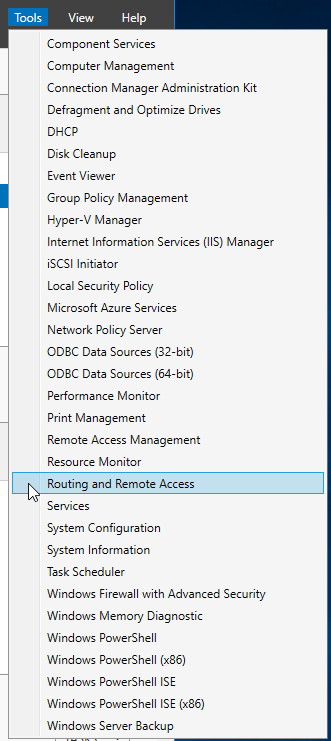 Tools View Help
Component Services
Computer Management
Connection Manager Administration Kit
Defragment and Optimize Drives
DHCP
Disk Cleanup
Event Viewer
Group Policy Management
Hyper-V Manager
Internet Information Services (IIS) Manager
iSCSI Initiator
Local Security Policy
Microsoft Azure Services
Network Policy Server
ODBC Data Sources (32-bit)
ODBC Data Sources (64-bit)
Performance Monitor
Print Management
Remote Access Management
Resource Monitor
Routing and Remote Access
Services
System Configuration
System Information
Task Scheduler
Windows Firewall with Advanced Security
Windows Memory Diagnostic
Windows PowerShell
Windows PowerShell (x86)
Windows PowerShell ISE
Windows PowerShell ISE (x86)
Windows Server Backup